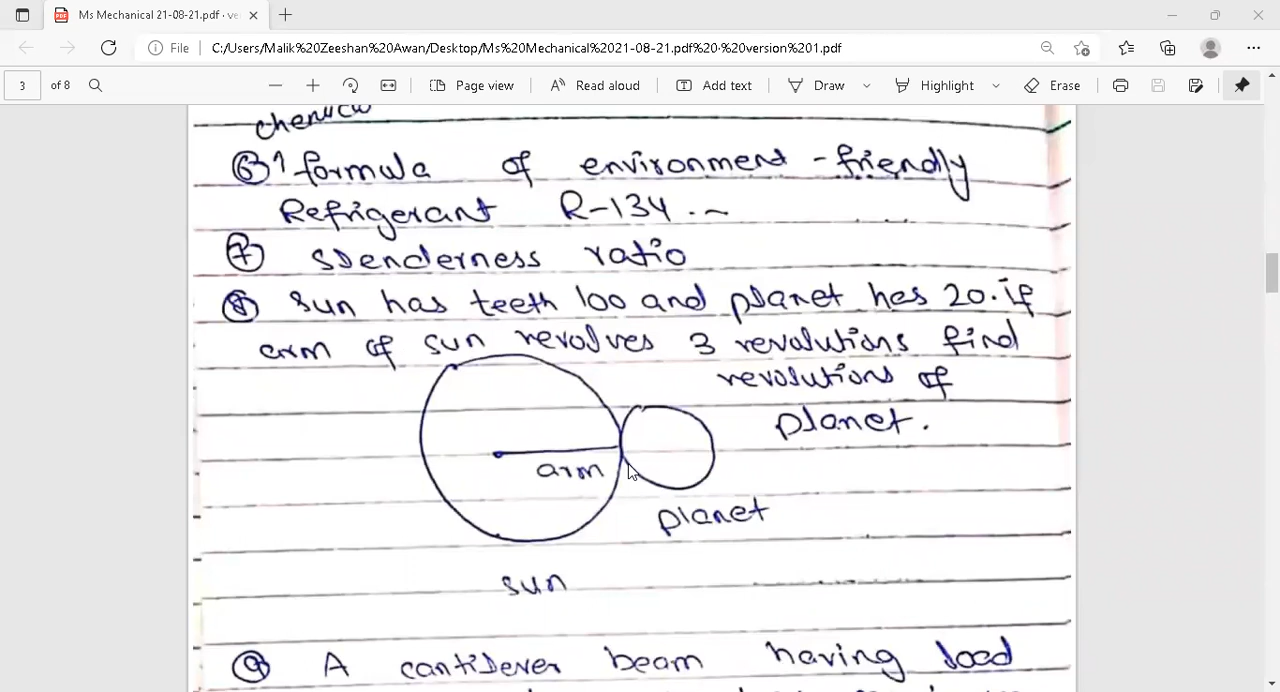 Ms Mechanical 21-08-21.pdf - ve
File C:/Users/Malik%20Zeeshan%20Awan/Desktop/Ms%20Mechanical%2021-08-21.pdf%20%20version%201.pdf
3 of 8 Page view Read aloud Add text Draw Highlight Erase
chemical
6 formula of environment-friendly
Refrigerant R-134.
7 slenderness ratio
8 sun has teeth 100 and planet has 20. if
arm of sun revolves 3 revolutions find
revolutions of
planet.
arm
planet
sun
9 A cantilever beam having load